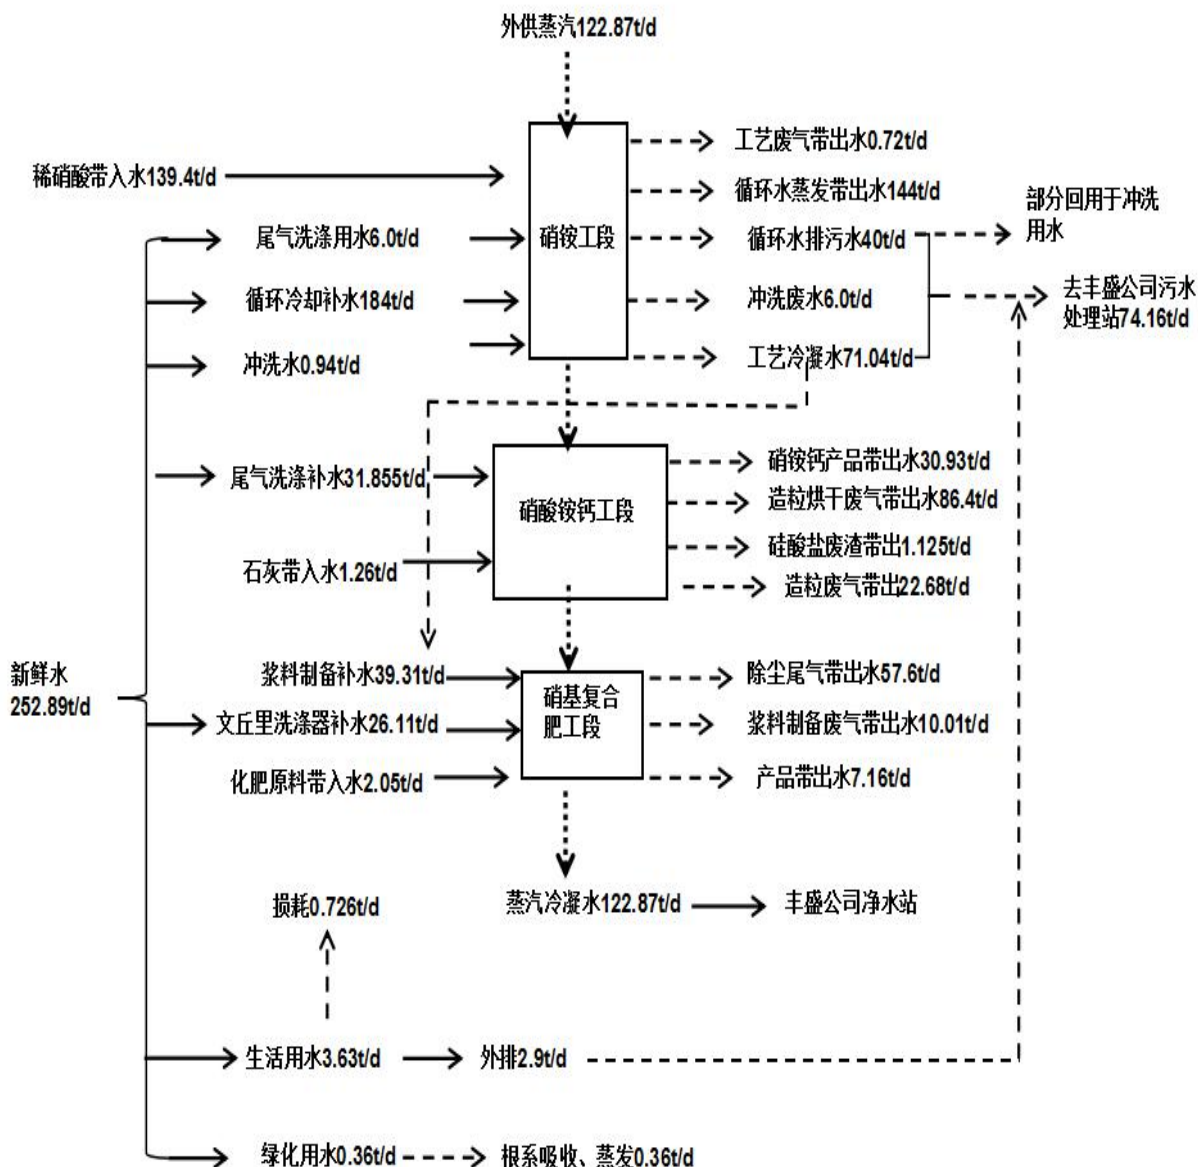 外供蒸汽122.87t/d
稀硝酸带入水139.4t/d
尾气洗涤用水6.0t/d
循环冷却补水184t/d
冲洗水0.94t/d
硝铵工段
工艺废气带出水0.72t/d
循环水蒸发带出水144t/d
循环水排污水40t/d
冲洗废水6.0t/d
工艺冷凝水71.04t/d
部分回用于冲洗
用水
去丰盛公司污水
处理站74.16t/d
尾气洗涤补水31.855t/d
石灰带入水1.26t/d
硝酸铵钙工段
硝铵钙产品带出水30.93t/d
造粒烘干废气带出水86.4t/d
硅酸盐废渣带出1.125t/d
造粒废气带出22.68t/d
新鲜水
252.89t/d
浆料制备补水39.31t/d
文丘里洗涤器补水26.11t/d
化肥原料带入水2.05t/d
硝基复合
肥工段
除尘尾气带出水57.6t/d
浆料制备废气带出水10.01t/d
产品带出水7.16t/d
损耗0.726t/d
蒸汽冷凝水122.87t/d
丰盛公司净水站
生活用水3.63t/d
外排2.9t/d
绿化用水0.36t/d
根系吸收、蒸发0.36t/d